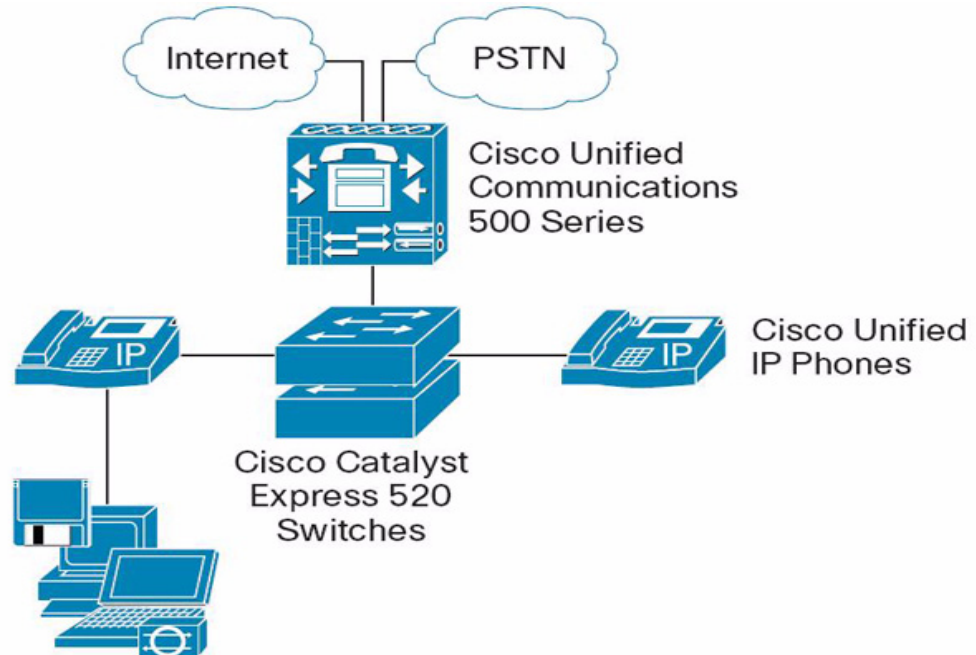 Internet
PSTN
Cisco Unified
Communications
500 Series
IP
IP
Cisco Unified
IP Phones
Cisco Catalyst
Express 520
Switches